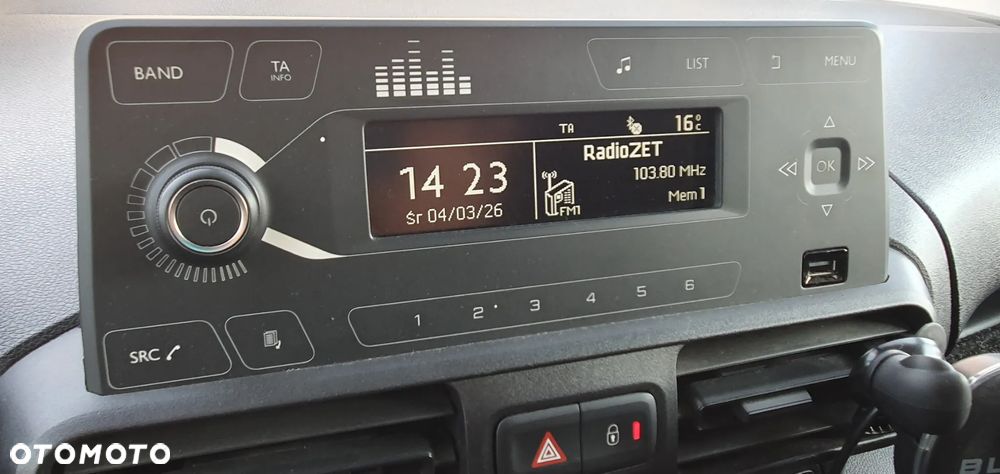 BAND
TA
INFO
LIST
MENU
TA 16°C
RadioZET
14 23
103.80 MHz
śr 04/03/26
FM1
Mem 1
OK
1 2 3 4 5 6
SRC
OTOMOTO